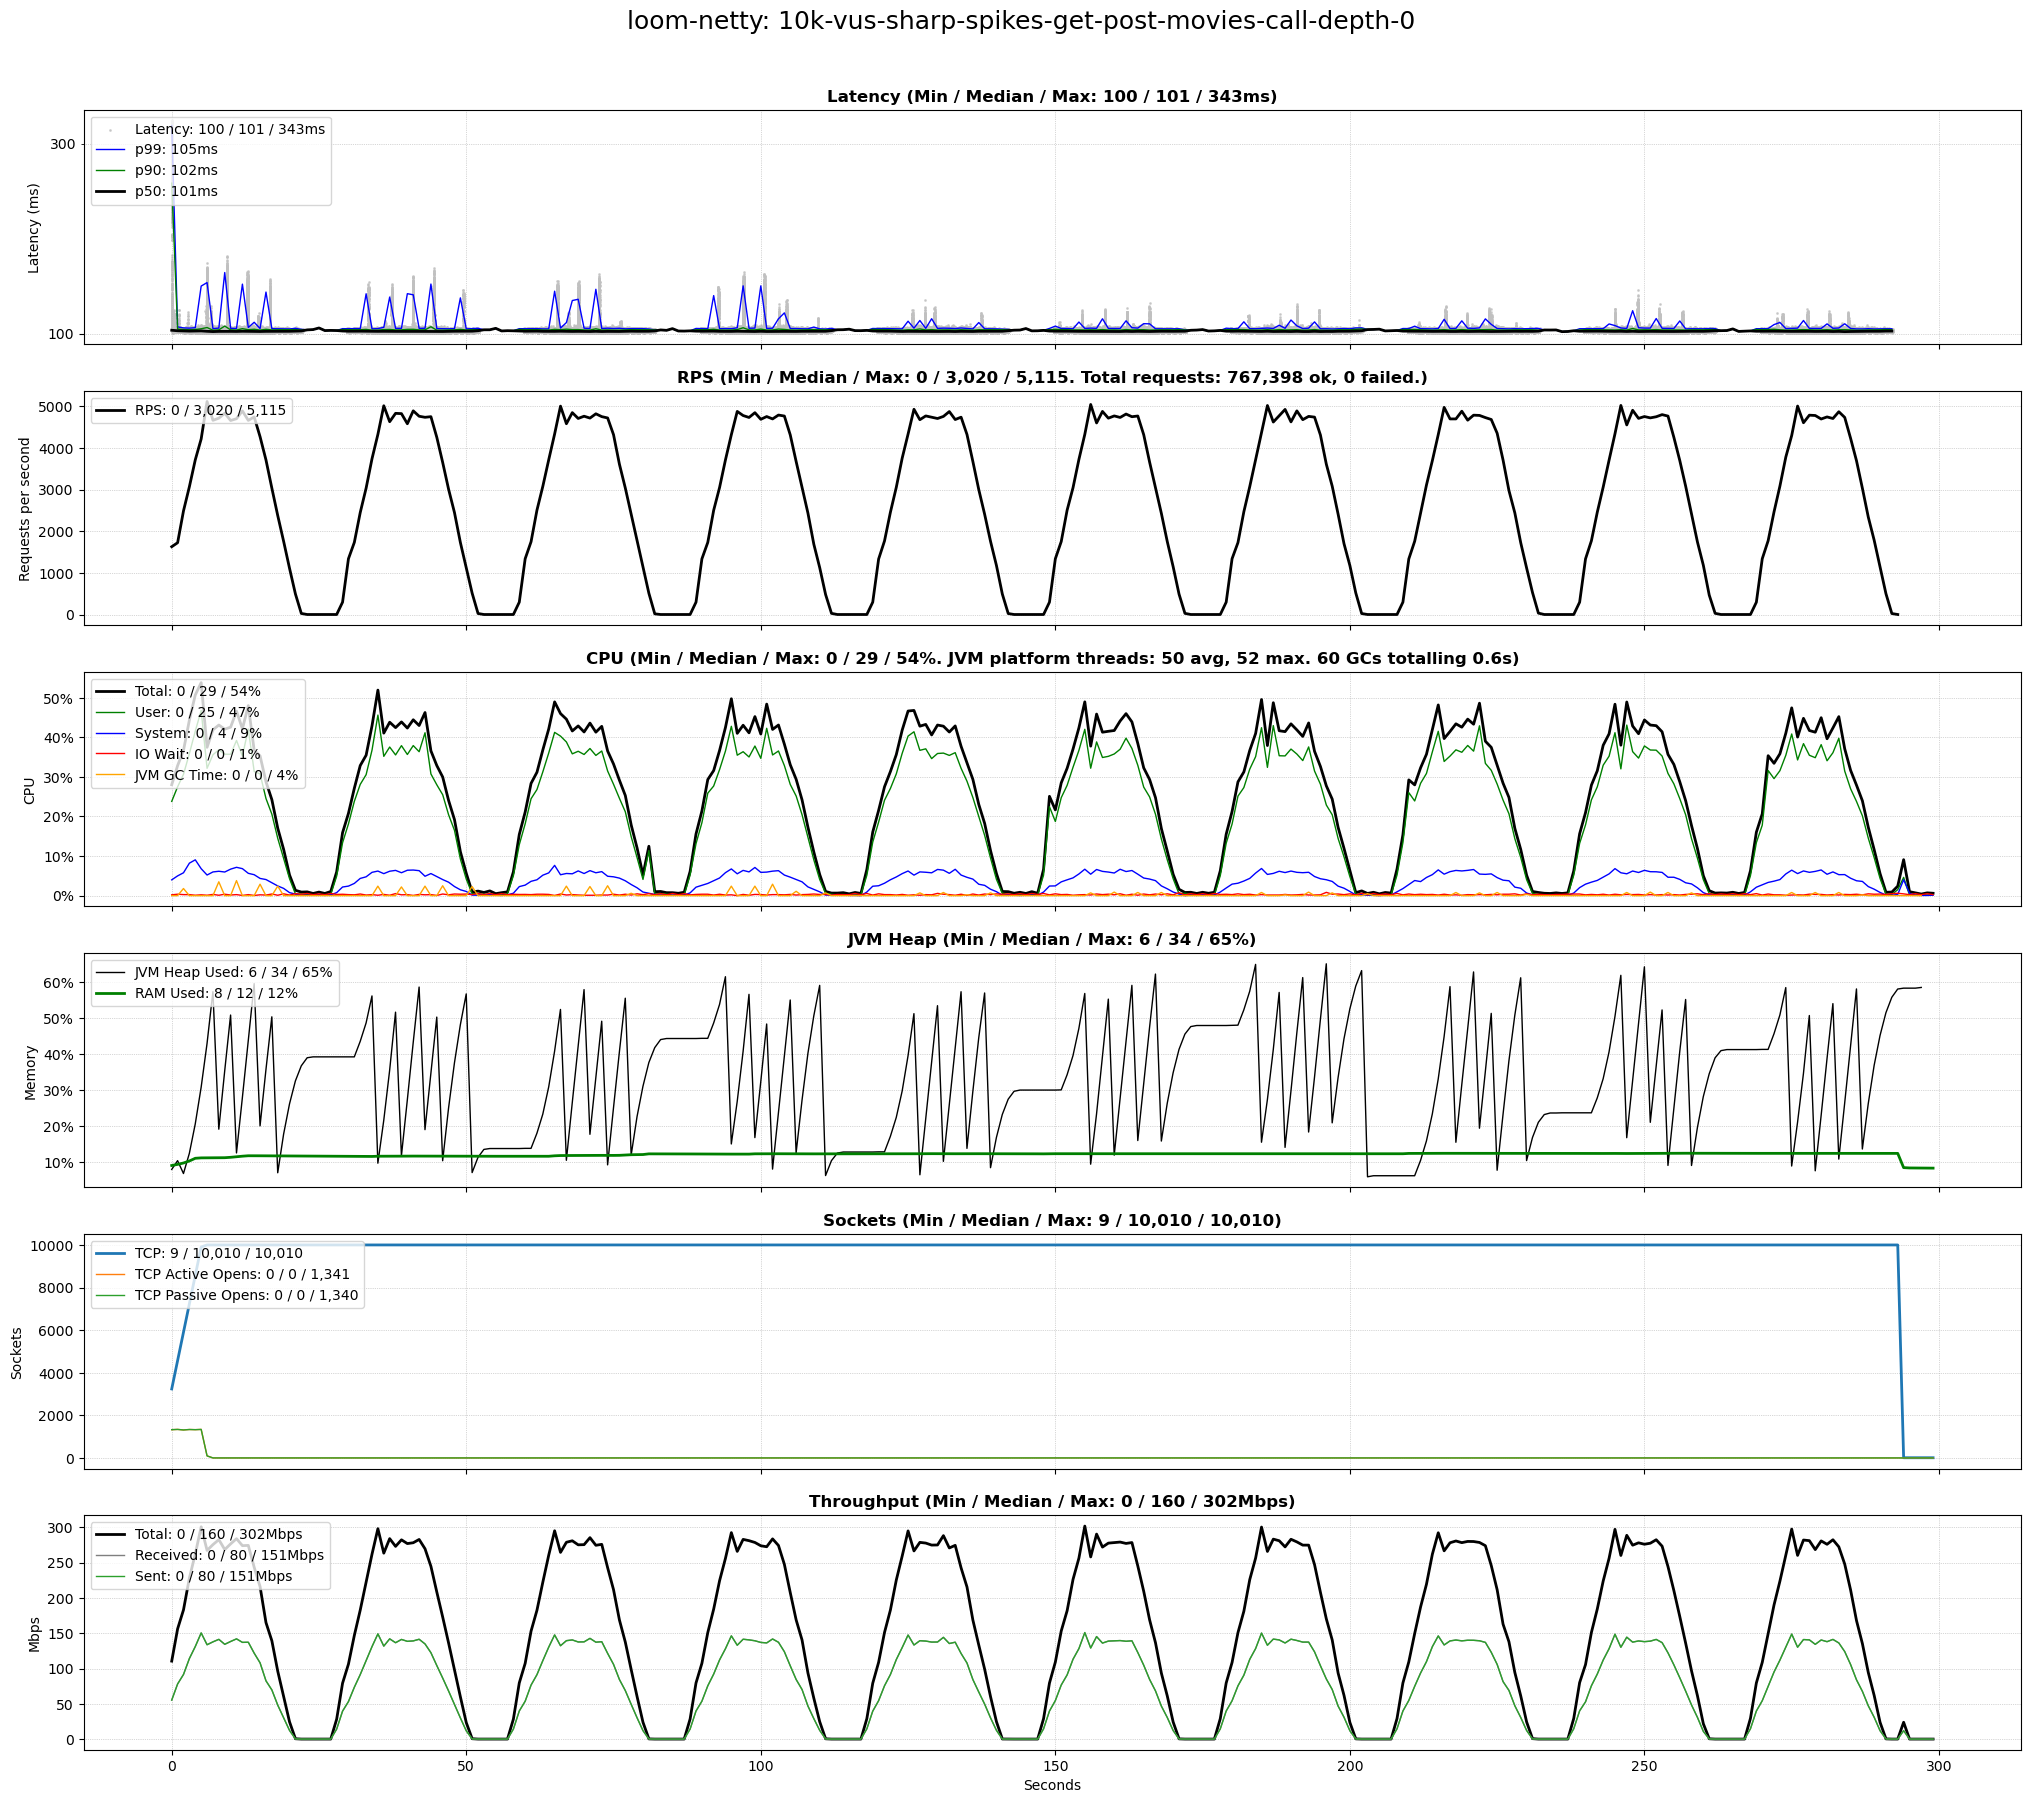 loom-netty: 10k-vus-sharp-spikes-get-post-movies-call-depth-0
Latency (Min / Median / Max: 100 / 101 / 343ms)
Latency: 100 / 101 / 343ms
p99: 105ms
p90: 102ms
p50: 101ms
300
100
Latency (ms)
RPS (Min / Median / Max: 0 / 3,020 / 5,115. Total requests: 767,398 ok, 0 failed.)
RPS: 0 / 3,020 / 5,115
5000
4000
3000
2000
1000
0
Requests per second
CPU (Min / Median / Max: 0 / 29 / 54%. JVM platform threads: 50 avg, 52 max. 60 GCs totalling 0.6s)
Total: 0 / 29 / 54%
User: 0 / 25 / 47%
System: 0 / 4 / 9%
IO Wait: 0 / 0 / 1%
JVM GC Time: 0 / 0 / 4%
50%
40%
30%
20%
10%
0%
CPU
JVM Heap (Min / Median / Max: 6 / 34 / 65%)
JVM Heap Used: 6 / 34 / 65%
RAM Used: 8 / 12 / 12%
60%
50%
40%
30%
20%
10%
Memory
Sockets (Min / Median / Max: 9 / 10,010 / 10,010)
TCP: 9 / 10,010 / 10,010
TCP Active Opens: 0 / 0 / 1,341
TCP Passive Opens: 0 / 0 / 1,340
10000
8000
6000
4000
2000
0
Sockets
Throughput (Min / Median / Max: 0 / 160 / 302Mbps)
Total: 0 / 160 / 302Mbps
Received: 0 / 80 / 151Mbps
Sent: 0 / 80 / 151Mbps
300
250
200
150
100
50
0
Mbps
0 50 100 150 200 250 300
Seconds